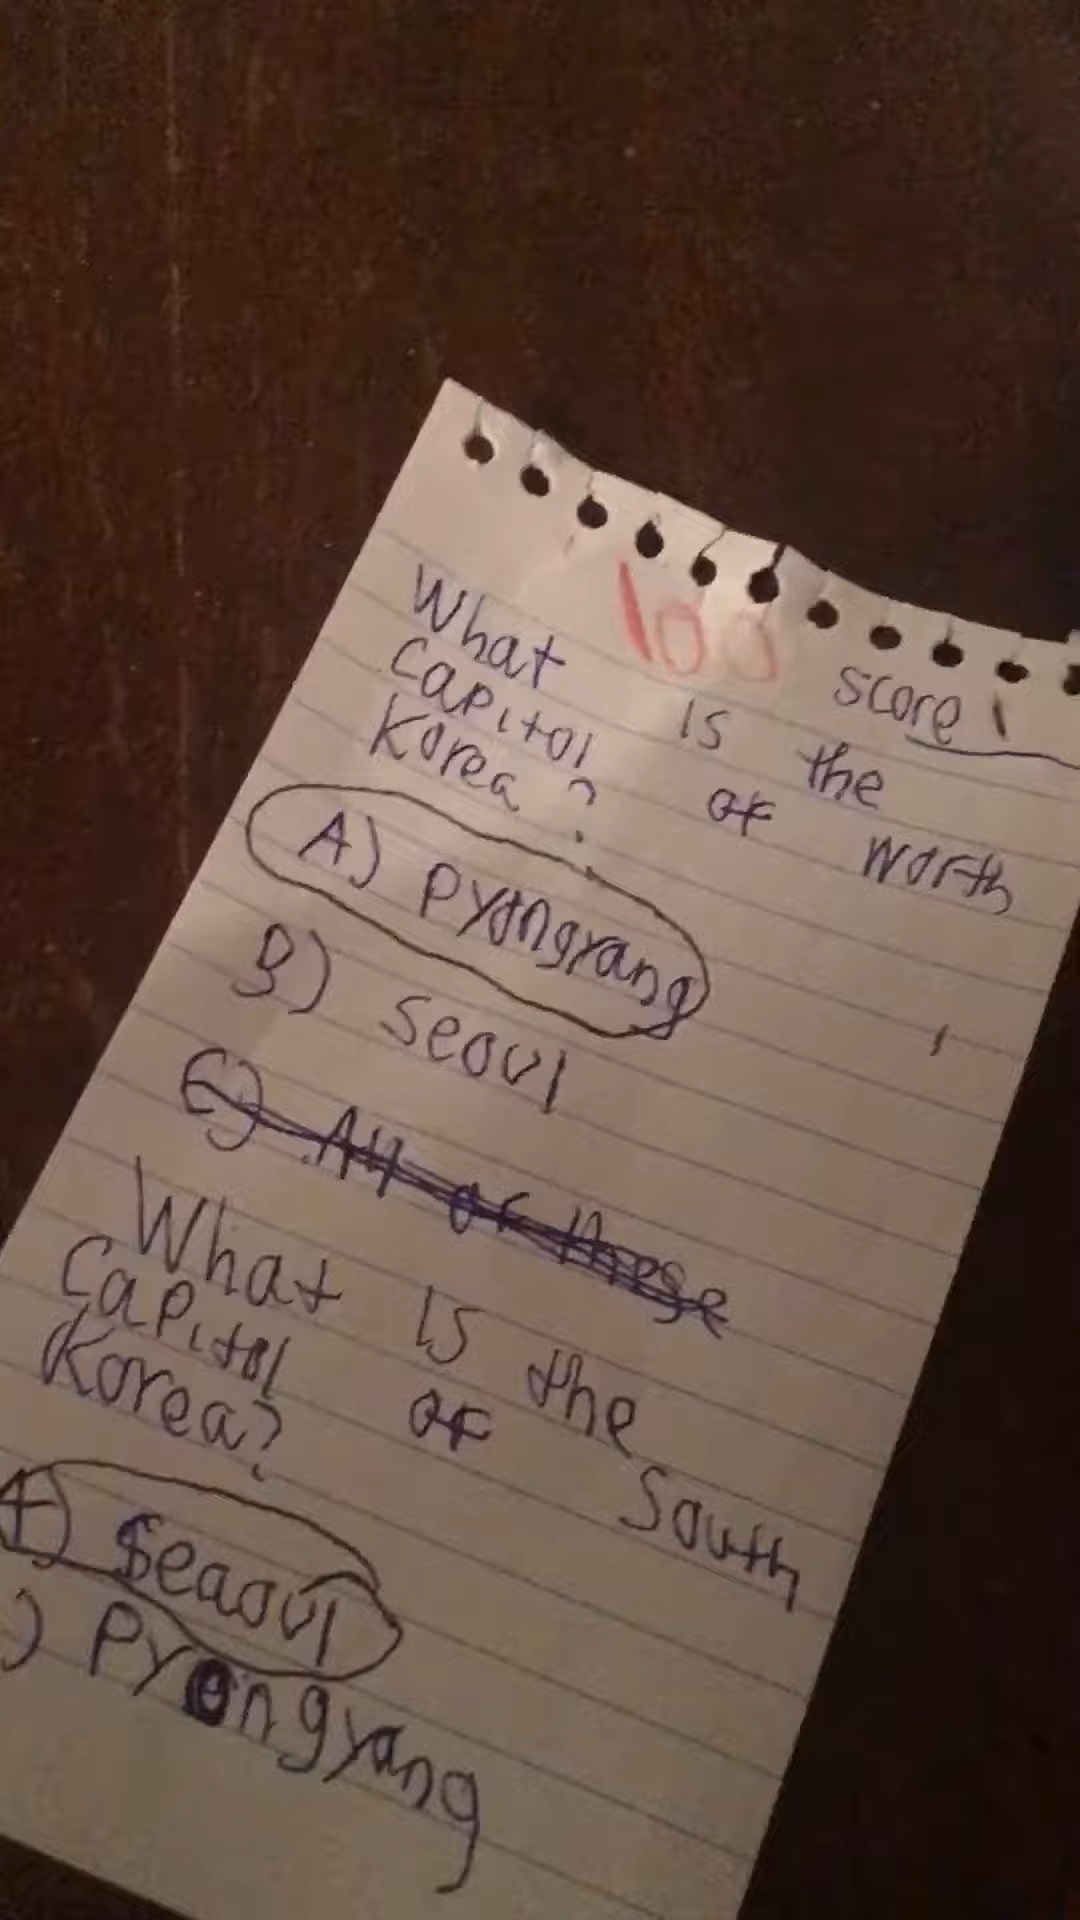 100
score 1
What is the
capitol of North
Korea?
A) Pyongyang
B) Seoul
C) All of these
What is the
Capitol of South
Korea?
A) Seaoul
) Pyongyang